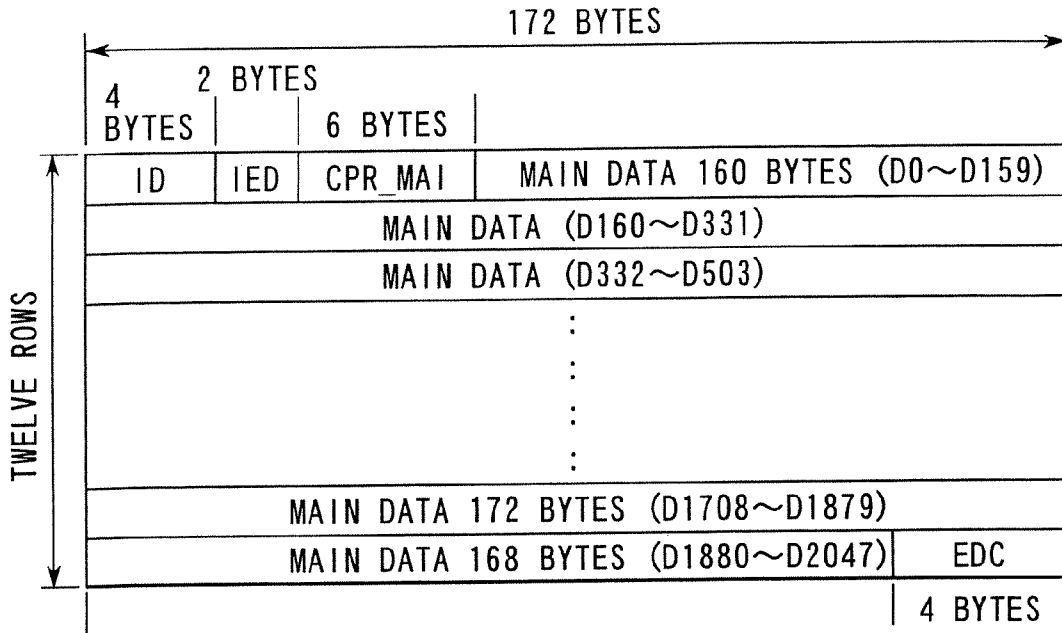 172 BYTES
2 BYTES
4
BYTES
6 BYTES
ID IED CPR_MAI MAIN DATA 160 BYTES (D0~D159)
MAIN DATA (D160~D331)
MAIN DATA (D332~D503)
TWELVE ROWS
MAIN DATA 172 BYTES (D1708~D1879)
MAIN DATA 168 BYTES (D1880~D2047) EDC
4 BYTES